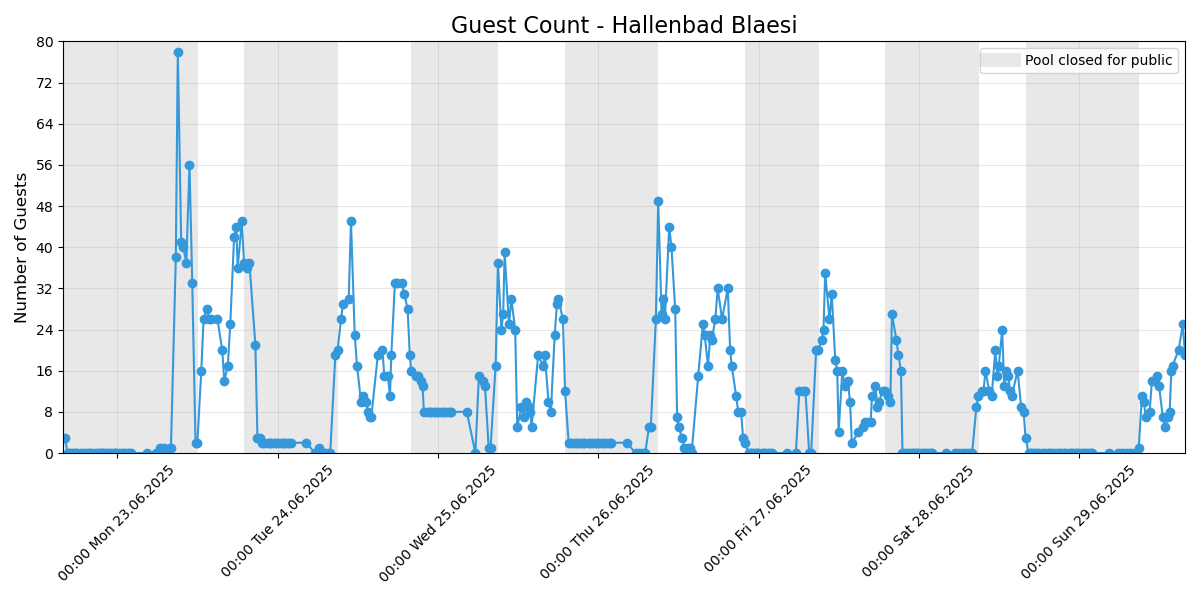 Guest Count - Hallenbad Blaesi
Number of Guests
80
72
64
56
48
40
32
24
16
8
0
Pool closed for public
00:00 Mon 23.06.2025
00:00 Tue 24.06.2025
00:00 Wed 25.06.2025
00:00 Thu 26.06.2025
00:00 Fri 27.06.2025
00:00 Sat 28.06.2025
00:00 Sun 29.06.2025